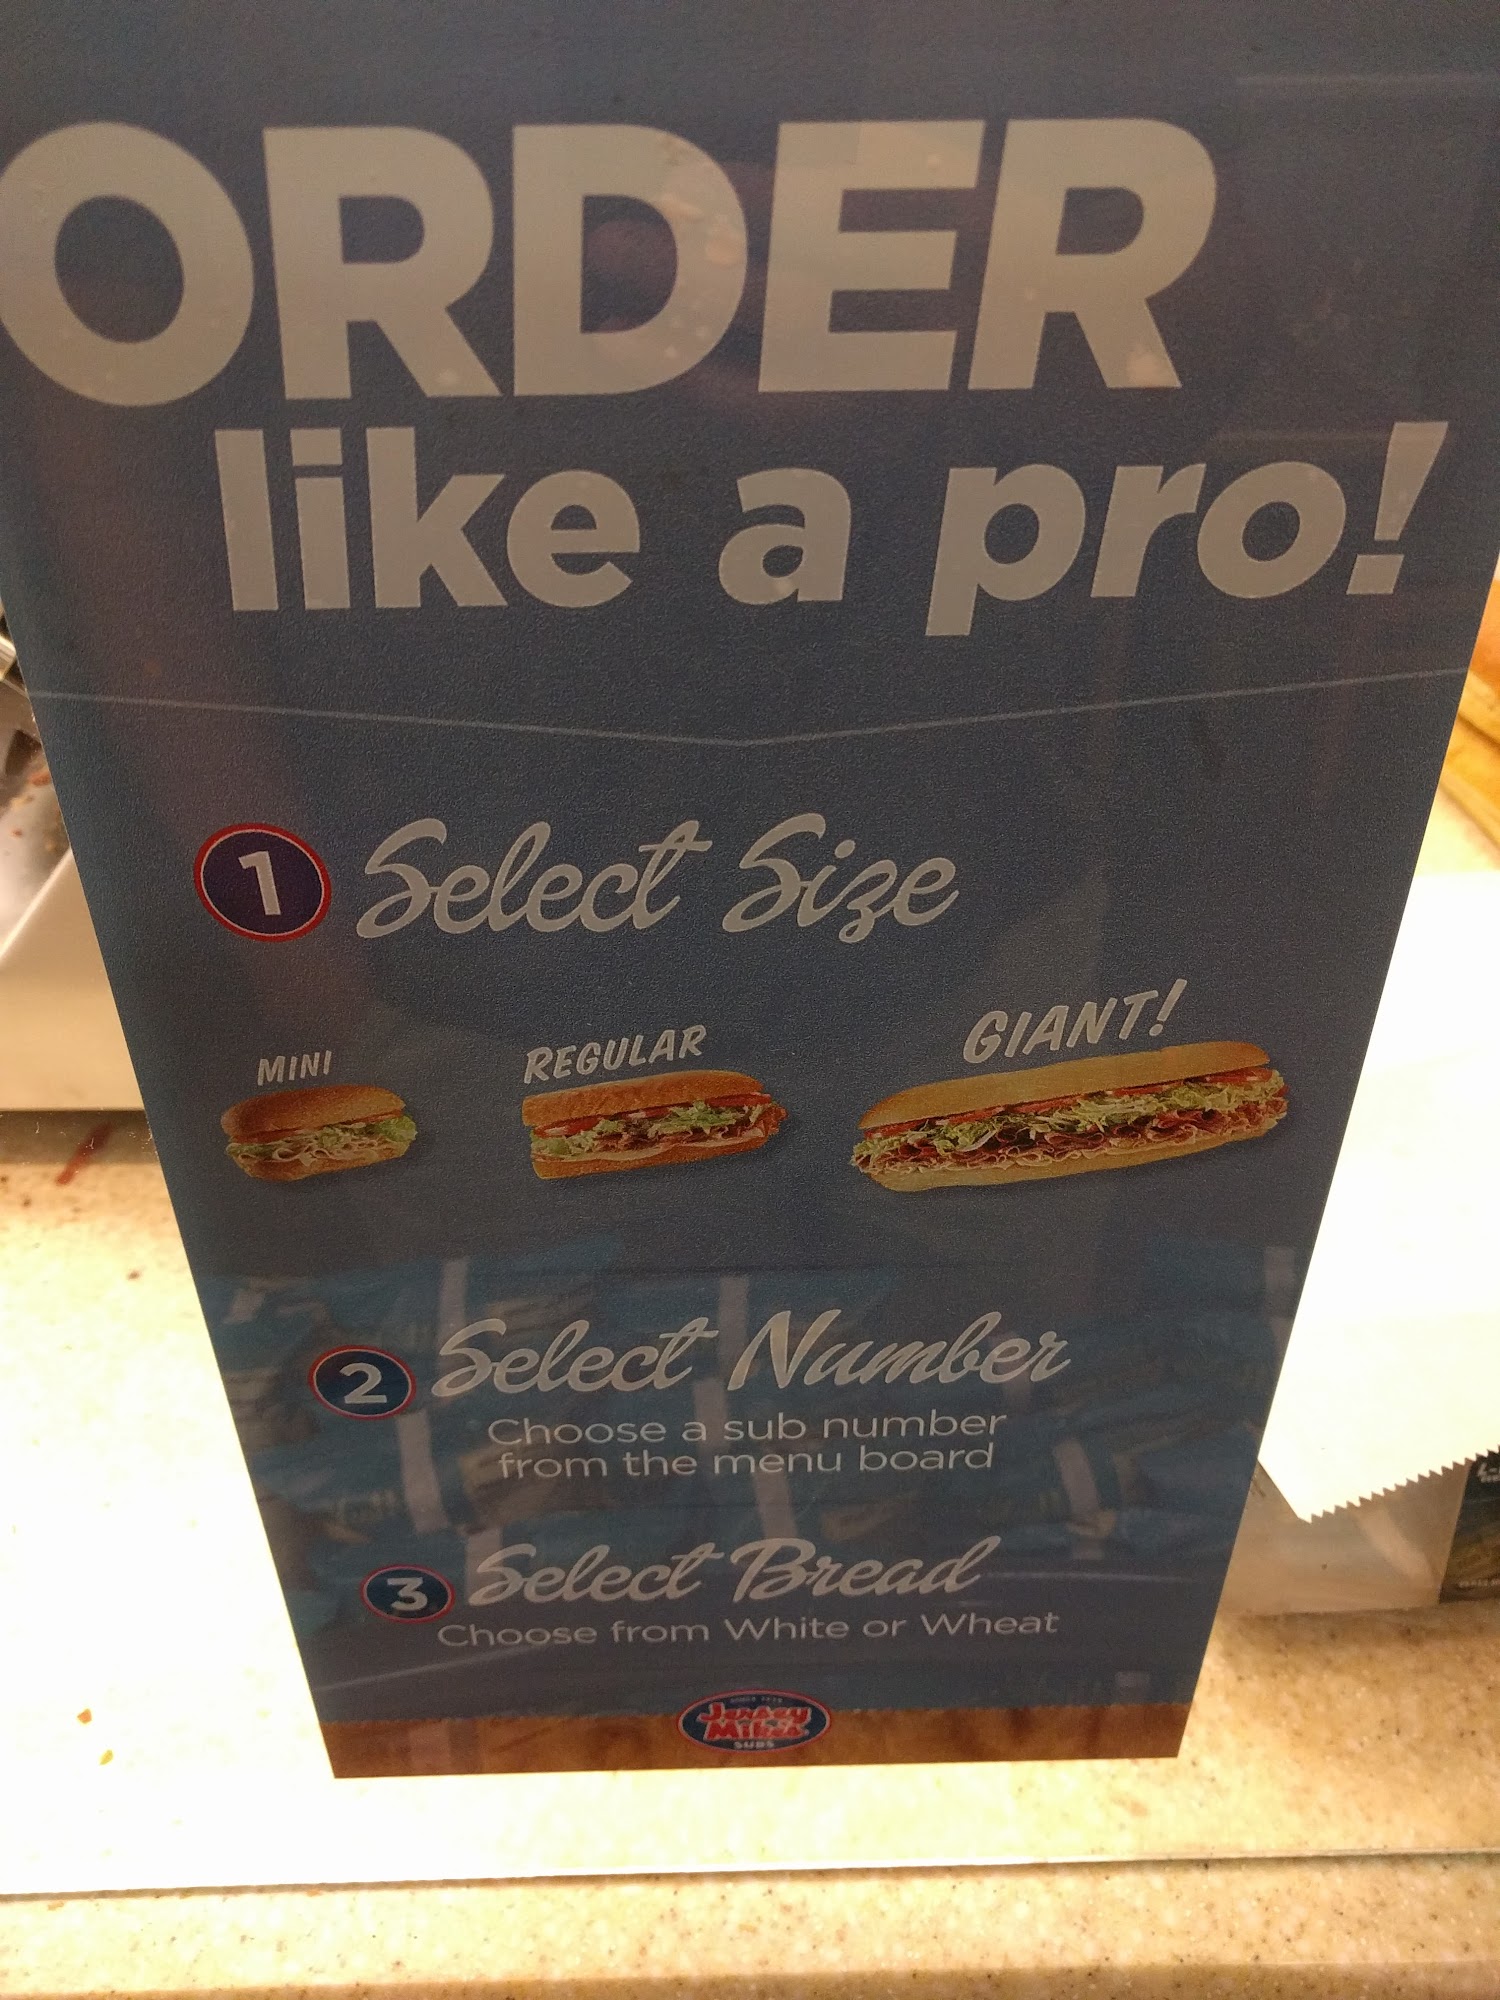 ORDER
like a pro!
1 Select Size
MINI REGULAR GIANT!
2 Select Number
Choose a sub number
from the menu board
3 Select Bread
Choose from White or Wheat
Jersey
Mike's
SUBS